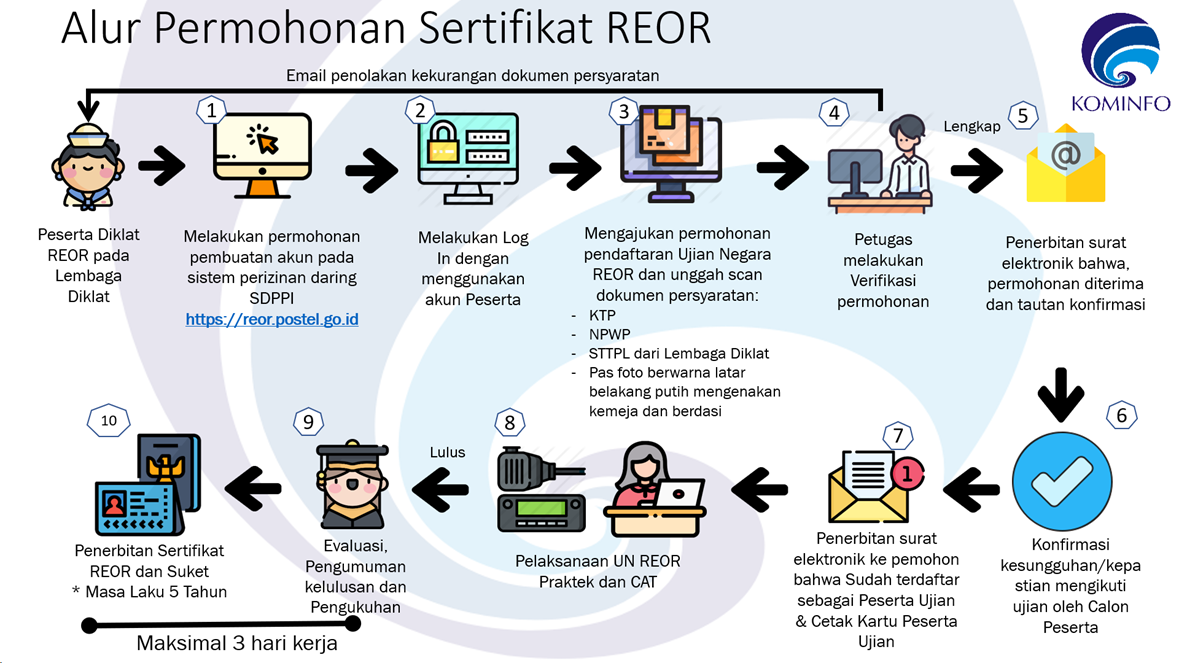 Alur Permohonan Sertifikat REOR
KOMINFO
Email penolakan kekurangan dokumen persyaratan
Peserta Diklat
REOR pada
Lembaga
Diklat
1
Melakukan permohonan
pembuatan akun pada
sistem perizinan daring
SDPPI
https://reor.postel.go.id
2
Melakukan Log
In dengan
menggunakan
akun Peserta
3
Mengajukan permohonan
pendaftaran Ujian Negara
REOR dan unggah scan
dokumen persyaratan:
- KTP
- NPWP
- STTPL dari Lembaga Diklat
- Pas foto berwarna latar
belakang putih mengenakan
kemeja dan berdasi
4
Petugas
melakukan
Verifikasi
permohonan
Lengkap
5
@
Penerbitan surat
elektronik bahwa,
permohonan diterima
dan tautan konfirmasi
6
Konfirmasi
kesungguhan/kepa
stian mengikuti
ujian oleh Calon
Peserta
7
1
Penerbitan surat
elektronik ke pemohon
bahwa Sudah terdaftar
sebagai Peserta Ujian
& Cetak Kartu Peserta
Ujian
8
Pelaksanaan UN REOR
Praktek dan CAT
Lulus
9
Evaluasi,
Pengumuman
kelulusan dan
Pengukuhan
10
Penerbitan Sertifikat
REOR dan Suket
* Masa Laku 5 Tahun
Maksimal 3 hari kerja